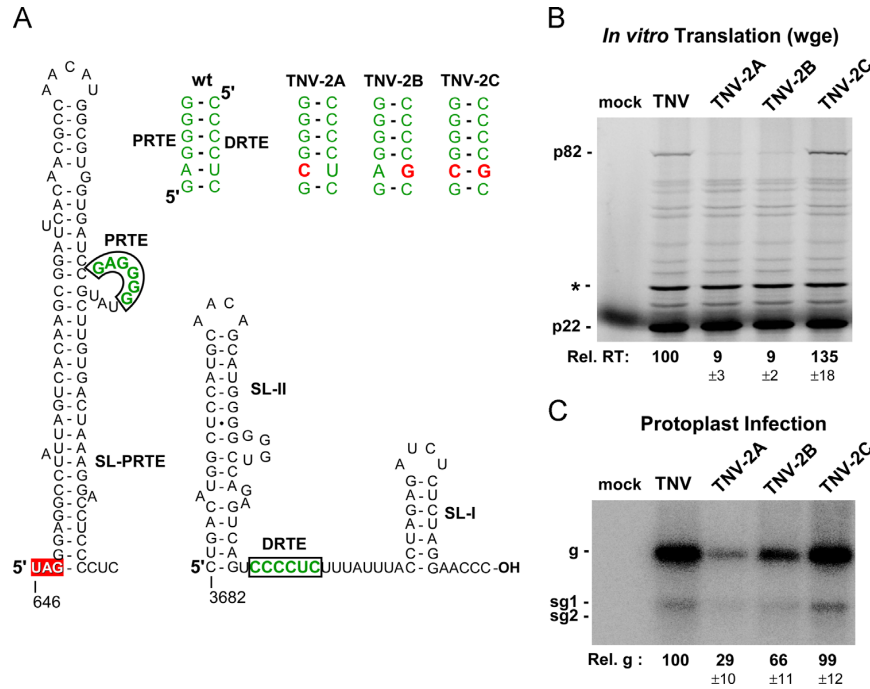 A
wt
TNV-2A
TNV-2B
TNV-2C
5'
PRTE
DRTE
5'
G - C
G - C
G - C
G - C
A - U
G - C
G - C
G - C
G - C
G - C
C U
G - C
G - C
G - C
G - C
G - C
A G
G - C
G - C
G - C
G - C
G - C
C - G
G - C
PRTE
GAGGGG
UAU
SL-PRTE
5' UAG
CCUC
646
SL-II
SL-I
DRTE
5'
UCCCCUCUUUAUUUAC - GAACCC-OH
3682
B
In vitro Translation (wge)
mock
TNV
TNV-2A
TNV-2B
TNV-2C
p82 -
* -
p22 -
Rel. RT: 100 9 9 135
±3 ±2 ±18
C
Protoplast Infection
mock
TNV
TNV-2A
TNV-2B
TNV-2C
g -
sg1 -
sg2 -
Rel. g : 100 29 66 99
±10 ±11 ±12